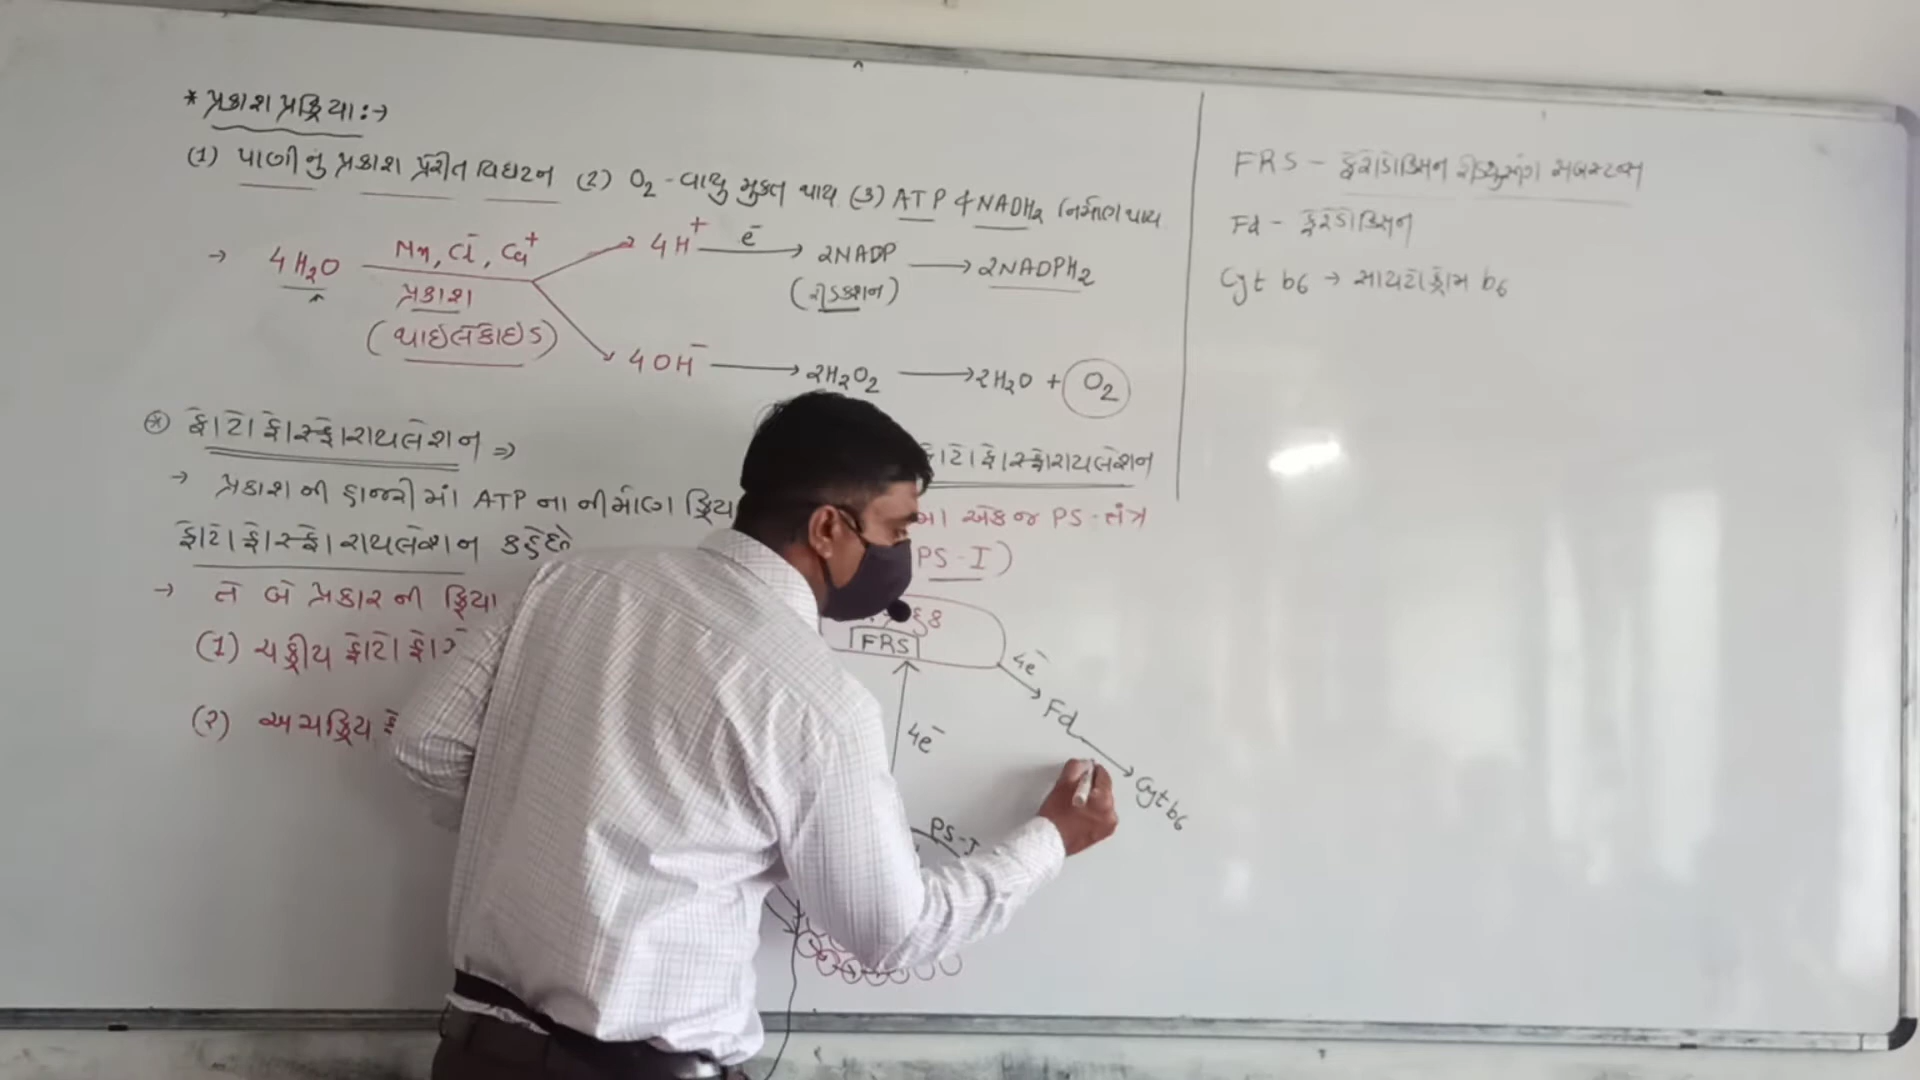 * પ્રકાશ પ્રક્રિયા :→
(1) પાણીનું પ્રકાશ પ્રેરીત વિઘટન (2) O₂ - વાયુ મુક્ત થાય (૩) ATP & NADH₂ નિર્માણ થાય
→ 4H₂O
Mn, Cl⁻, Ca⁺
પ્રકાશ
(થાઇલેકોઇડ)
4H⁺ e⁻ → 2NADP → 2NADPH₂
(રીડક્શન)
4OH⁻ → 2H₂O₂ → 2H₂O + O₂
⊛ ફોટોફોસ્ફોરાયલેશન ⇒
→ પ્રકાશ ની હાજરી માં ATP ના નીર્માણ
ફોટોફોસ્ફોરાયલેશન કહે છે
→ તે બે પ્રકાર ની ક્રિયા
(1) ચક્રીય ફોટોફો
(२) અચક્રિય
ફોટોફોસ્ફોરાયલેશન
માં એક જ PS-તંત્ર
PS-I)
FRS
4e⁻
Fd
Cyt b₆
4e⁻
PS-I
FRS - ફેરેડોક્સિન રીડ્યુસીંગ સબસ્ટન્સ
Fd - ફેરેડોક્સિન
Cyt b₆ → સાયટોક્રોમ b₆